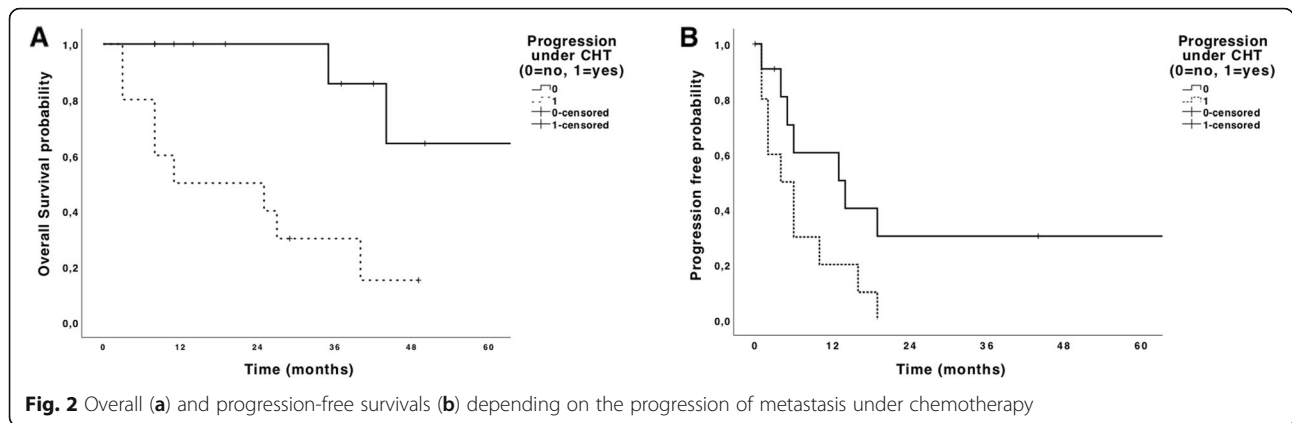 A
Progression
under CHT
(0=no, 1=yes)
0
1
0-censored
1-censored
Overall Survival probability
1,0
0,8
0,6
0,4
0,2
0,0
0 12 24 36 48 60
Time (months)
B
Progression
under CHT
(0=no, 1=yes)
0
1
0-censored
1-censored
Progression free probability
1,0
0,8
0,6
0,4
0,2
0,0
0 12 24 36 48 60
Time (months)
Fig. 2 Overall (a) and progression-free survivals (b) depending on the progression of metastasis under chemotherapy